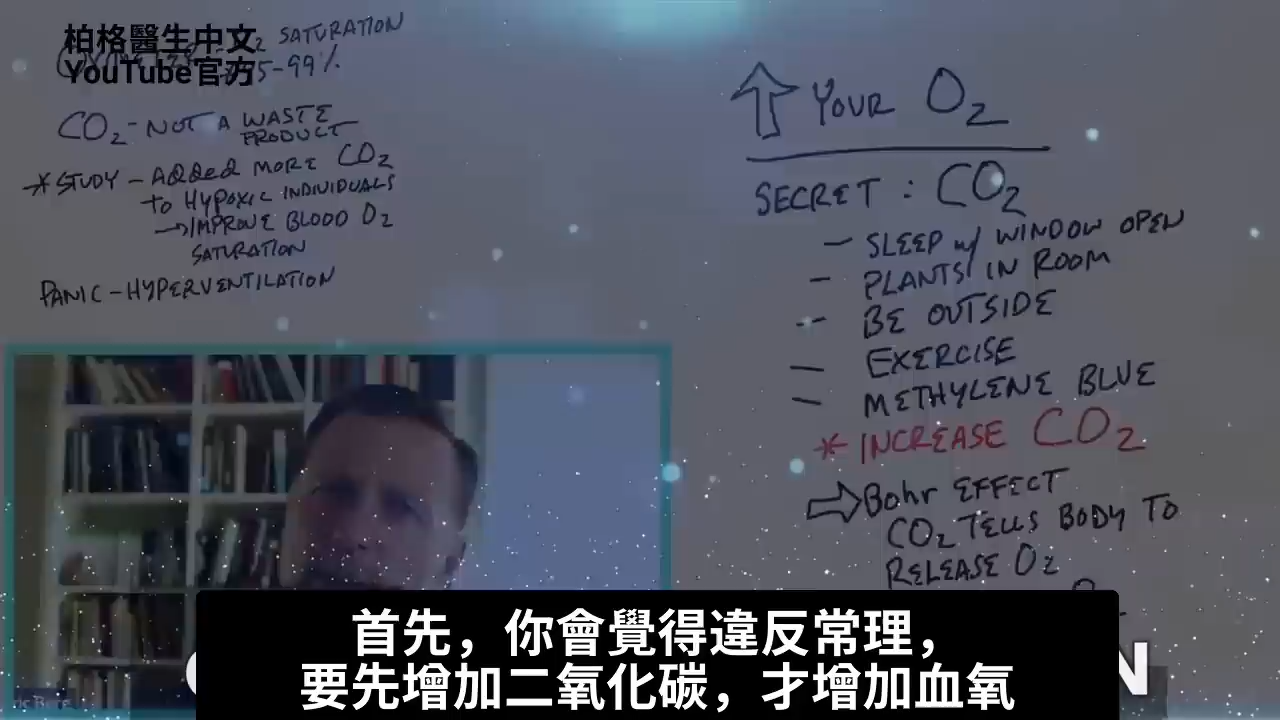 柏格醫生中文
YouTube官方
O2 SATURATION
95-99%
CO2 - NOT A WASTE
PRODUCT
* STUDY - ADDED MORE CO2
TO HYPOXIC INDIVIDUALS
→ IMPROVE BLOOD O2
SATURATION
PANIC - HYPERVENTILATION
⇧ YOUR O2
SECRET : CO2
- SLEEP w/ WINDOW OPEN
- PLANTS IN ROOM
- BE OUTSIDE
- EXERCISE
- METHYLENE BLUE
* INCREASE CO2
⇨ Bohr EFFECT
CO2 TELLS BODY TO
RELEASE O2
首先，你會覺得違反常理，
要先增加二氧化碳，才增加血氧